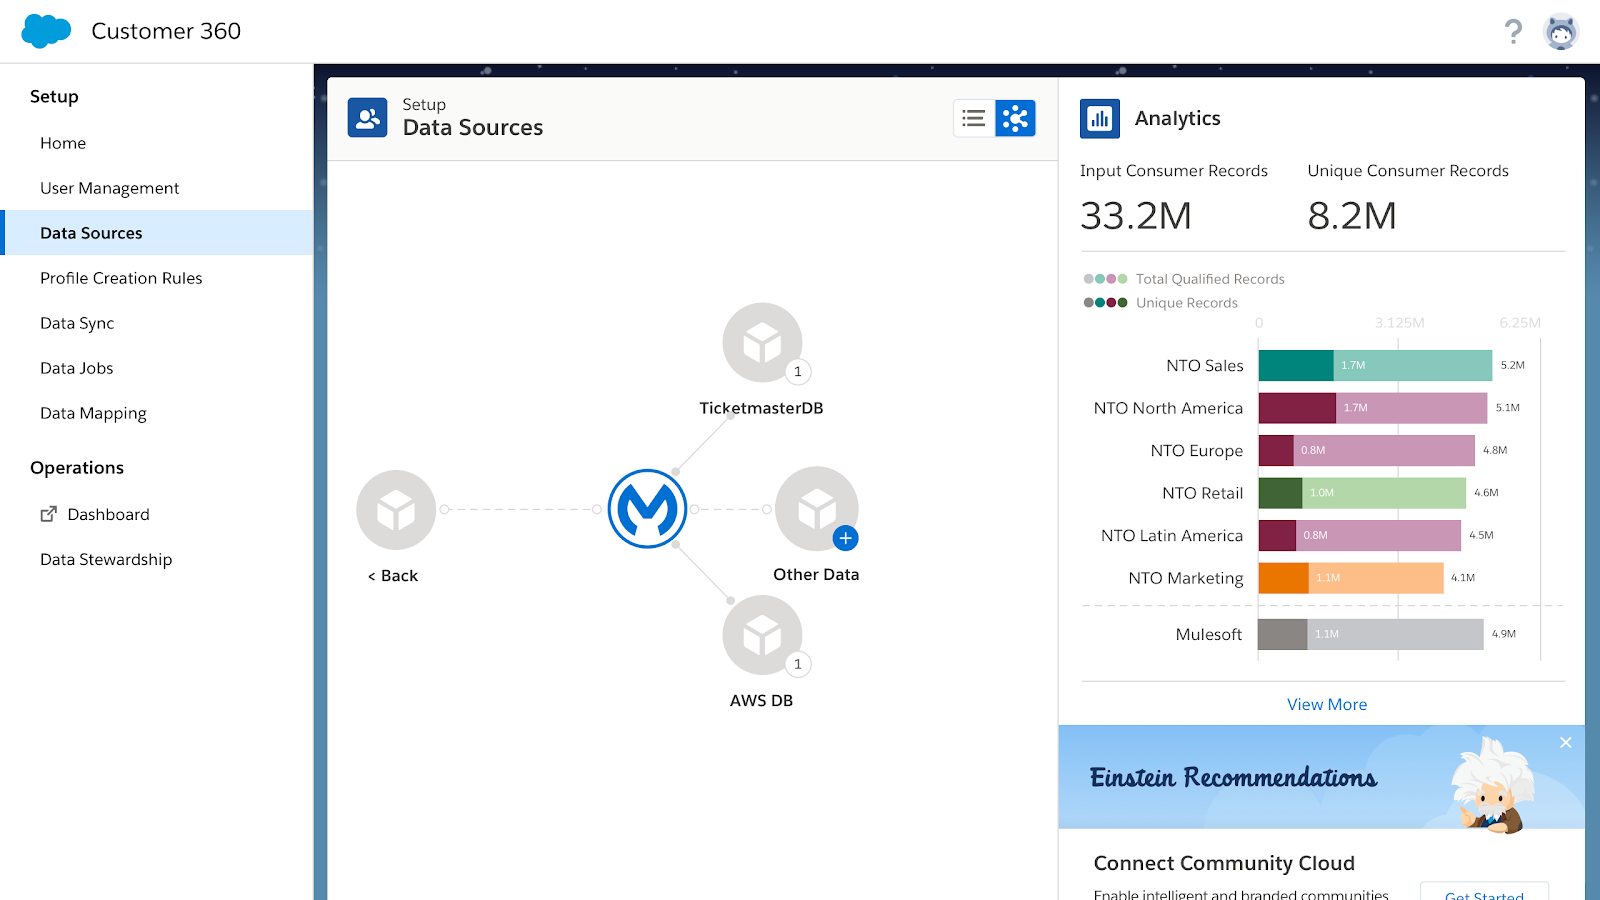 Customer 360
?
Setup
Home
User Management
Data Sources
Profile Creation Rules
Data Sync
Data Jobs
Data Mapping
Operations
Dashboard
Data Stewardship
Setup
Data Sources
1
TicketmasterDB
< Back
+
Other Data
1
AWS DB
Analytics
Input Consumer Records
Unique Consumer Records
33.2M
8.2M
Total Qualified Records
Unique Records
0 3.125M 6.25M
NTO Sales 1.7M 5.2M
NTO North America 1.7M 5.1M
NTO Europe 0.8M 4.8M
NTO Retail 1.0M 4.6M
NTO Latin America 0.8M 4.5M
NTO Marketing 1.1M 4.1M
Mulesoft 1.1M 4.9M
View More
Einstein Recommendations
Connect Community Cloud
Enable intelligent and branded communities
Get Started